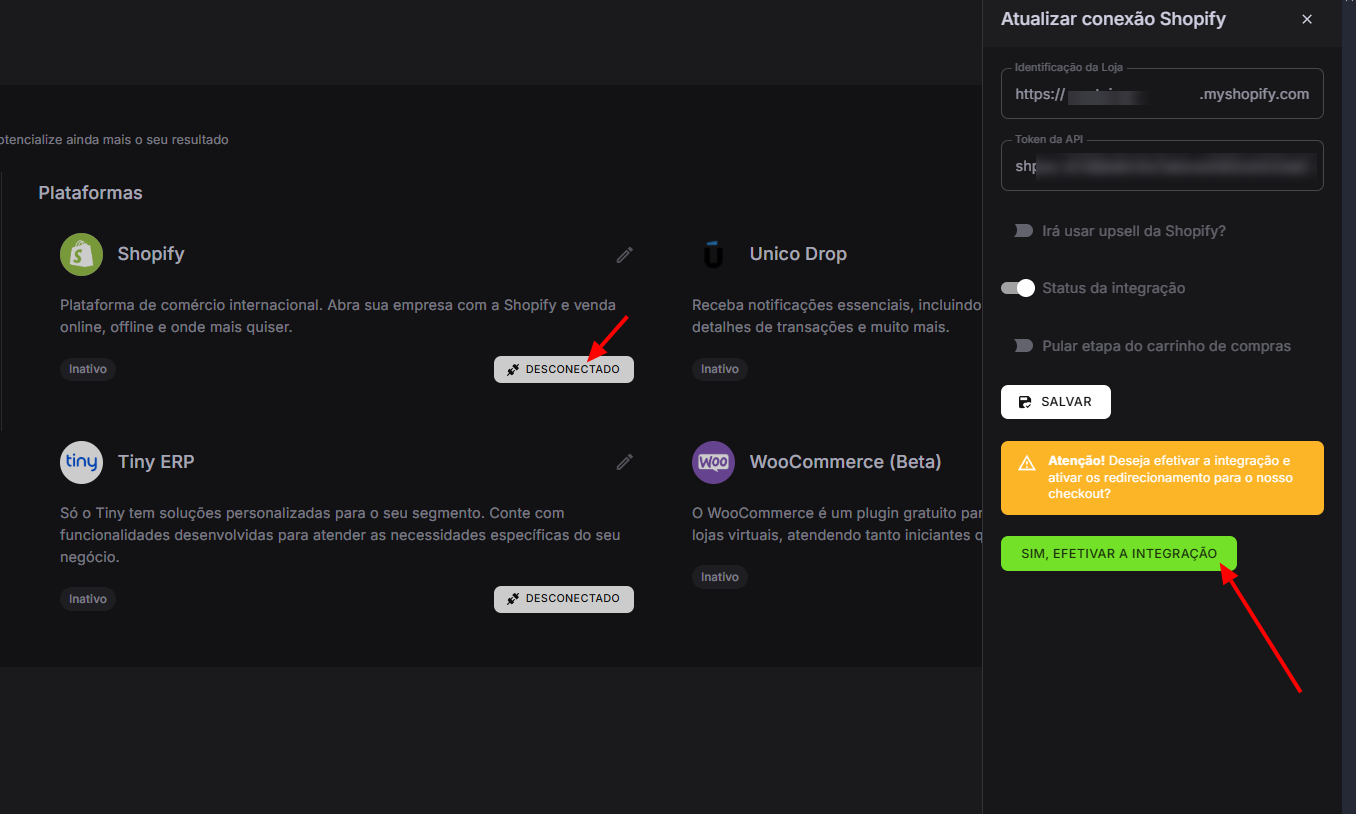 otencialize ainda mais o seu resultado
Plataformas
Shopify
Plataforma de comércio internacional. Abra sua empresa com a Shopify e venda
online, offline e onde mais quiser.
Inativo
DESCONECTADO
Unico Drop
Receba notificações essenciais, incluindo
detalhes de transações e muito mais.
Inativo
tiny
Tiny ERP
Só o Tiny tem soluções personalizadas para o seu segmento. Conte com
funcionalidades desenvolvidas para atender as necessidades específicas do seu
negócio.
Inativo
DESCONECTADO
WOO
WooCommerce (Beta)
O WooCommerce é um plugin gratuito par
lojas virtuais, atendendo tanto iniciantes q
Inativo
Atualizar conexão Shopify
Identificação da Loja
https:// .myshopify.com
Token da API
shp
Irá usar upsell da Shopify?
Status da integração
Pular etapa do carrinho de compras
SALVAR
Atenção! Deseja efetivar a integração e
ativar os redirecionamento para o nosso
checkout?
SIM, EFETIVAR A INTEGRAÇÃO